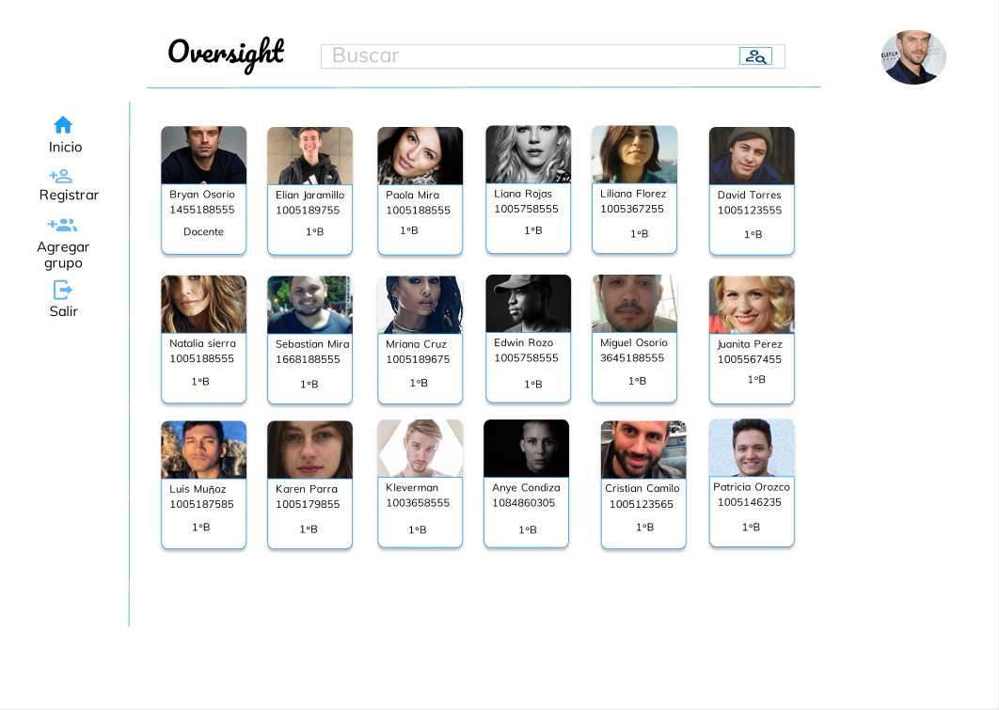 Oversight
Buscar
Inicio
Registrar
Agregar
grupo
Salir
Bryan Osorio
1455188555
Docente
Elian Jaramillo
1005189755
1°B
Paola Mira
1005188555
1°B
Liana Rojas
1005758555
1°B
Liliana Florez
1005367255
1°B
David Torres
1005123555
1°B
Natalia sierra
1005188555
1°B
Sebastian Mira
1668188555
1°B
Mriana Cruz
1005189675
1°B
Edwin Rozo
1005758555
1°B
Miguel Osorio
3645188555
1°B
Juanita Perez
1005567455
1°B
Luis Muñoz
1005187585
1°B
Karen Parra
1005179855
1°B
Kleverman
1003658555
1°B
Anye Condiza
1084860305
1°B
Cristian Camilo
1005123565
1°B
Patricia Orozco
1005146235
1°B